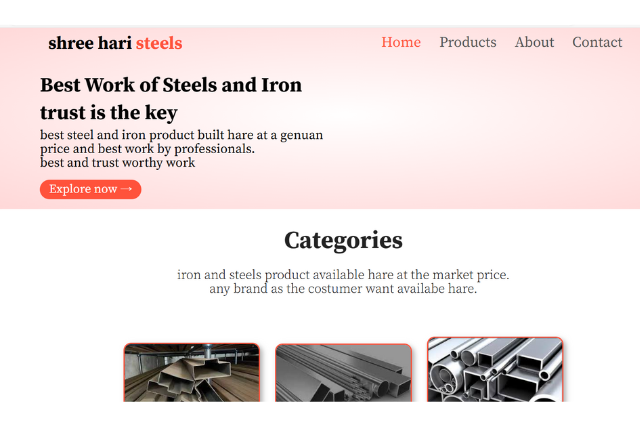 shree hari steels
Home Products About Contact
Best Work of Steels and Iron
trust is the key
best steel and iron product built hare at a genuan
price and best work by professionals.
best and trust worthy work
Explore now →
Categories
iron and steels product available hare at the market price.
any brand as the costumer want availabe hare.